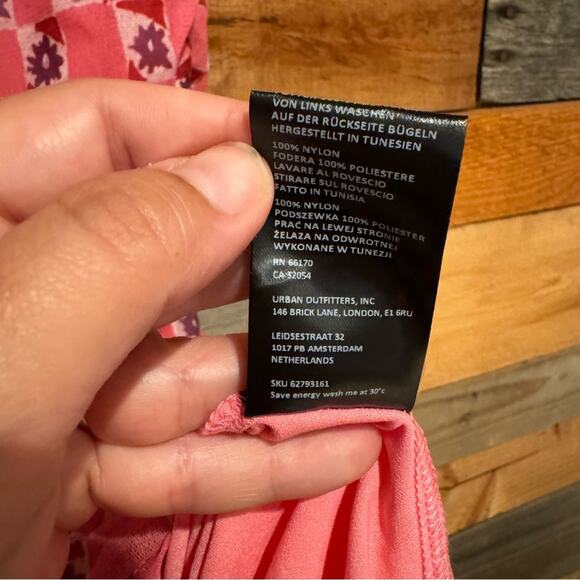 VON LINKS WASCHEN
AUF DER RÜCKSEITE BÜGELN
HERGESTELLT IN TUNESIEN
100% NYLON
FODERA 100% POLIESTERE
LAVARE AL ROVESCIO
STIRARE SUL ROVESCIO
FATTO IN TUNISIA
100% NYLON
PODSZEWKA 100% POLIESTER
PRAĆ NA LEWEJ STRONIE
ŻELAZA NA ODWROTNEJ
WYKONANE W TUNEZJI
RN 66170
CA 32054
URBAN OUTFITTERS, INC
146 BRICK LANE, LONDON, E1 6RU
LEIDSESTRAAT 32
1017 PB AMSTERDAM
NETHERLANDS
SKU 62793161
Save energy wash me at 30°c